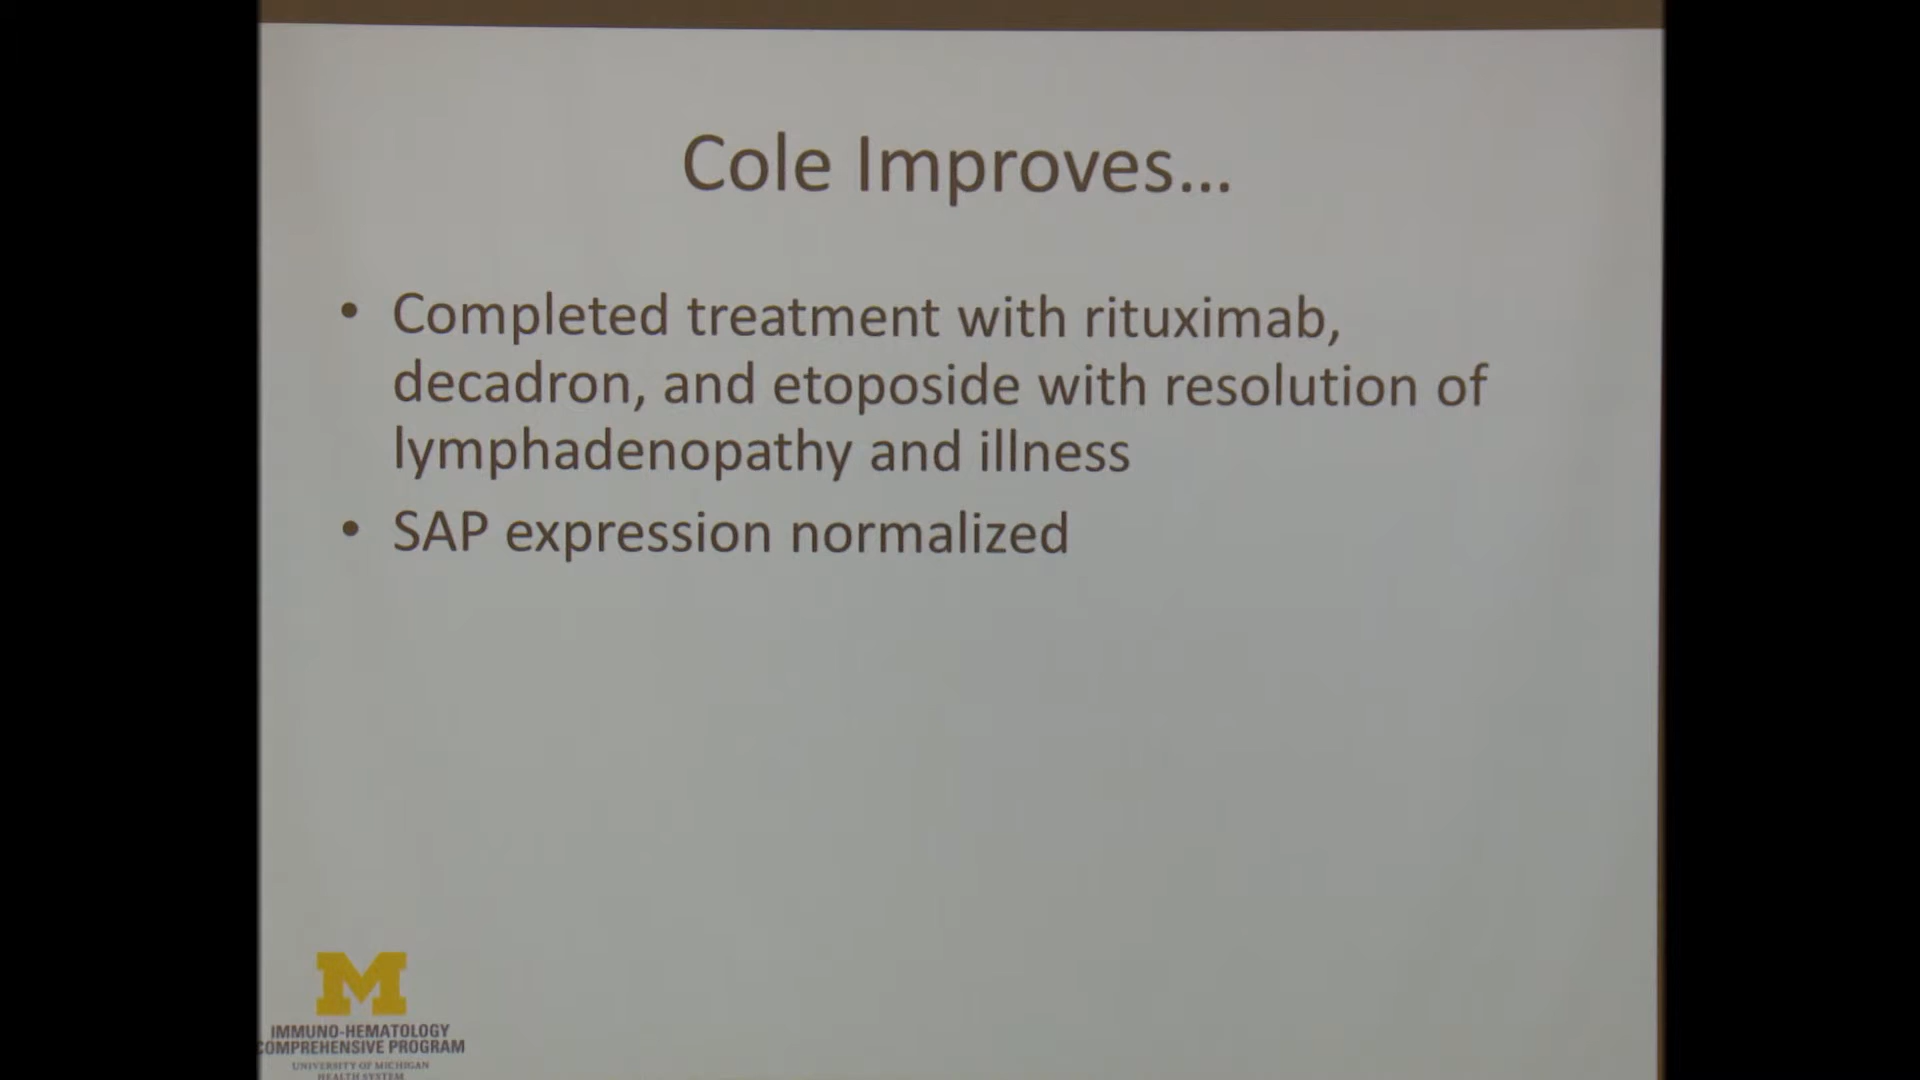 Cole Improves...
• Completed treatment with rituximab,
decadron, and etoposide with resolution of
lymphadenopathy and illness
• SAP expression normalized
M
IMMUNO-HEMATOLOGY
COMPREHENSIVE PROGRAM
UNIVERSITY OF MICHIGAN
HEALTH SYSTEM